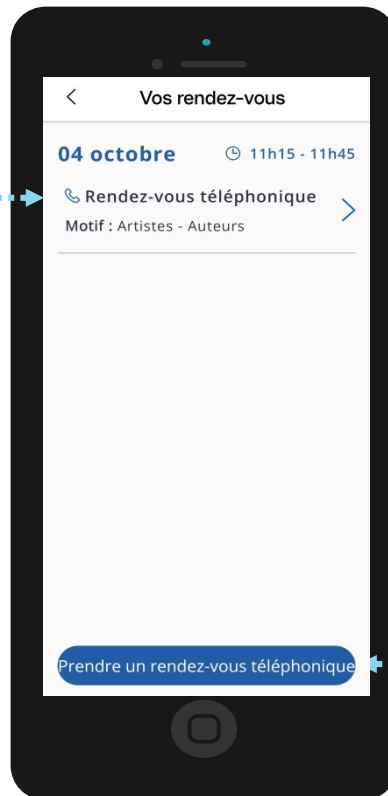 Vos rendez-vous
04 octobre 11h15 - 11h45
Rendez-vous téléphonique
Motif : Artistes - Auteurs
Prendre un rendez-vous téléphonique